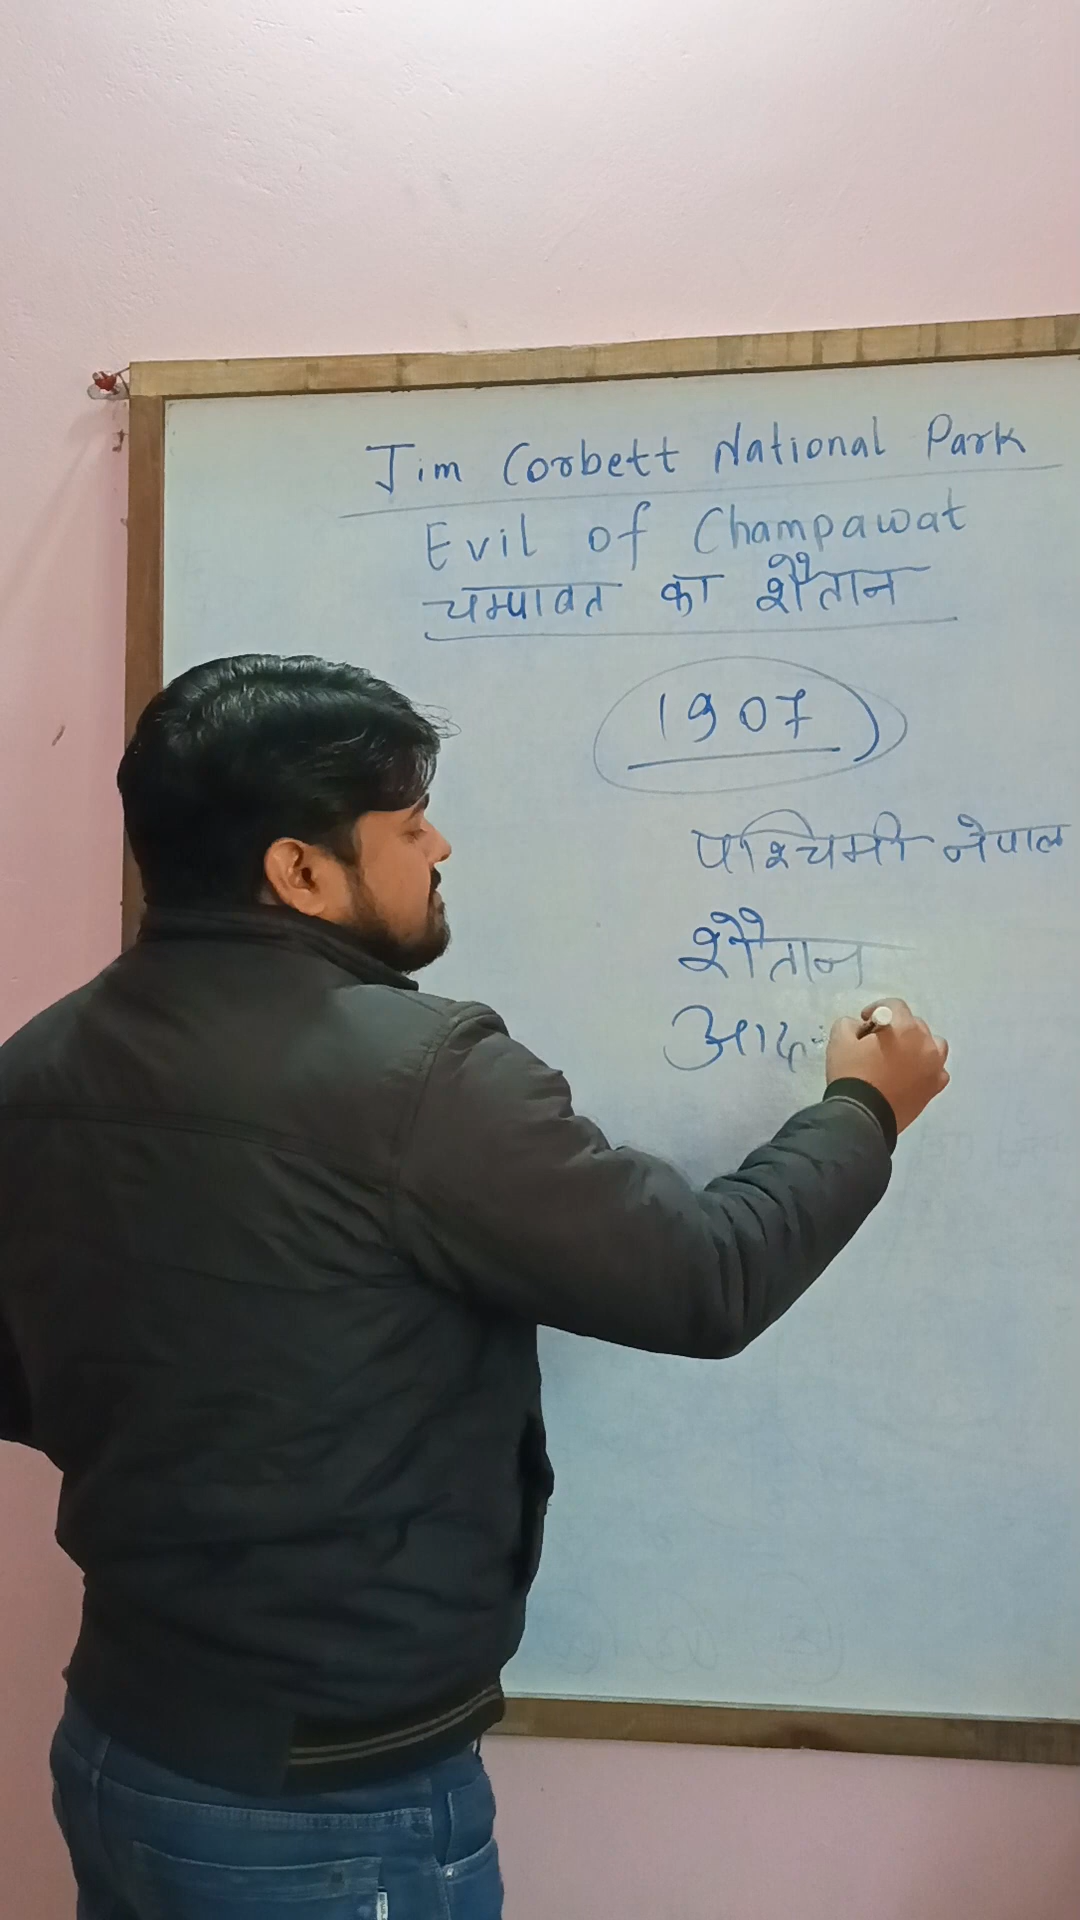 Jim Corbett National Park
Evil of Champawat
चम्पावत का शैतान
1907
पश्चिमी नेपाल
शैतान